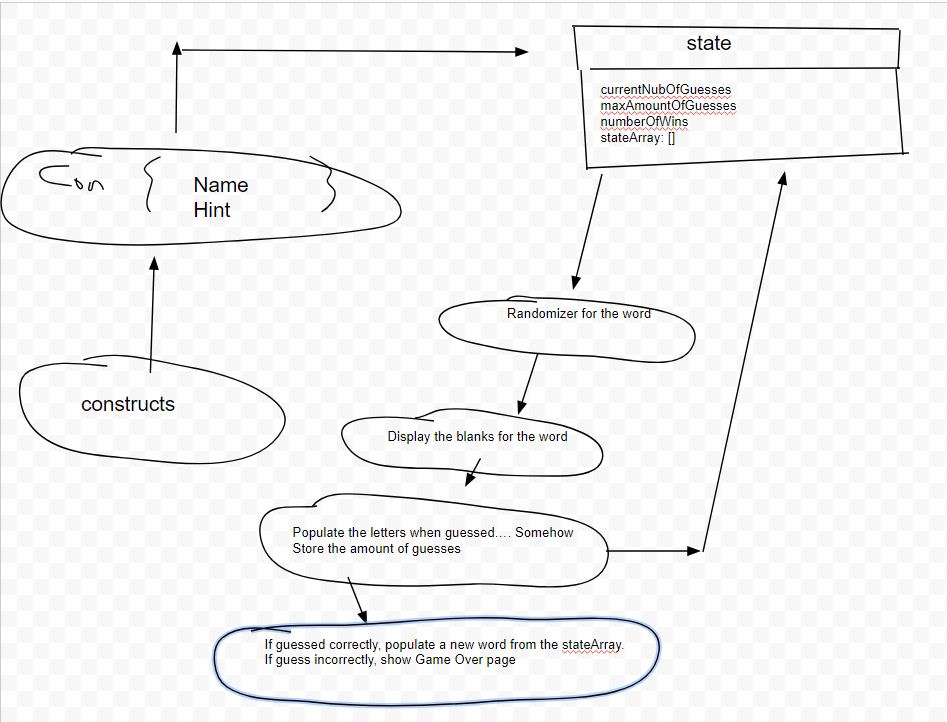 state
currentNubOfGuesses
maxAmountOfGuesses
numberOfWins
stateArray: []
Con { Name
Hint }
Randomizer for the word
constructs
Display the blanks for the word
Populate the letters when guessed.... Somehow
Store the amount of guesses
If guessed correctly, populate a new word from the stateArray.
If guess incorrectly, show Game Over page